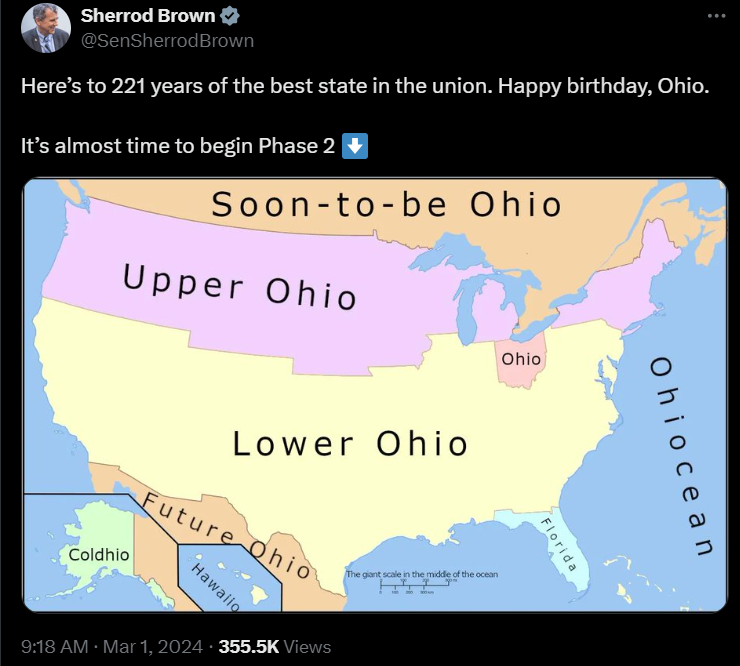 Sherrod Brown
@SenSherrodBrown
Here’s to 221 years of the best state in the union. Happy birthday, Ohio.
It’s almost time to begin Phase 2 ⬇️
Soon-to-be Ohio
Upper Ohio
Ohio
Lower Ohio
Ohiocean
Future Ohio
Florida
Coldhio
Hawaiio
The giant scale in the middle of the ocean
9:18 AM · Mar 1, 2024 · 355.5K Views